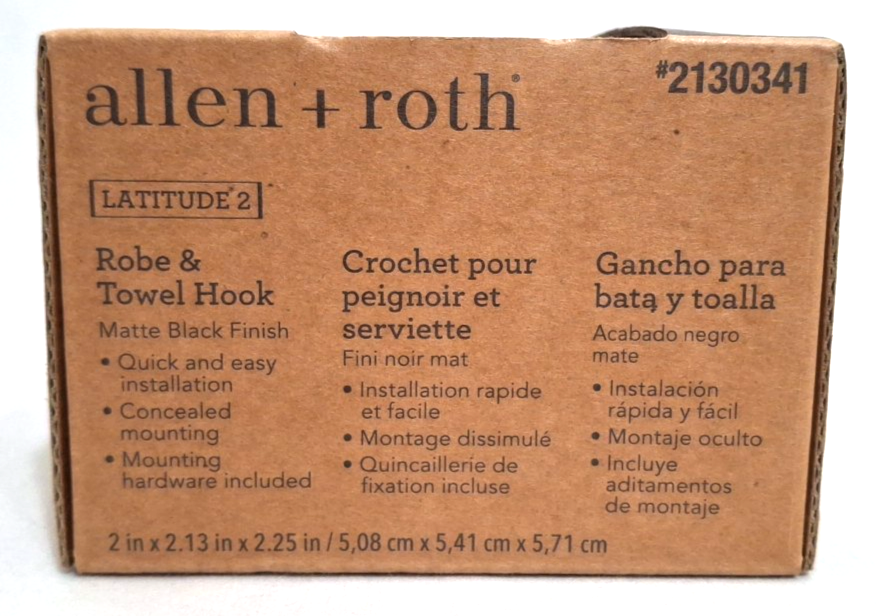 allen + roth®
#2130341
LATITUDE® 2
Robe &
Towel Hook
Matte Black Finish
• Quick and easy
installation
• Concealed
mounting
• Mounting
hardware included
Crochet pour
peignoir et
serviette
Fini noir mat
• Installation rapide
et facile
• Montage dissimulé
• Quincaillerie de
fixation incluse
Gancho para
bata y toalla
Acabado negro
mate
• Instalación
rápida y fácil
• Montaje oculto
• Incluye
aditamentos
de montaje
2 in x 2.13 in x 2.25 in / 5,08 cm x 5,41 cm x 5,71 cm